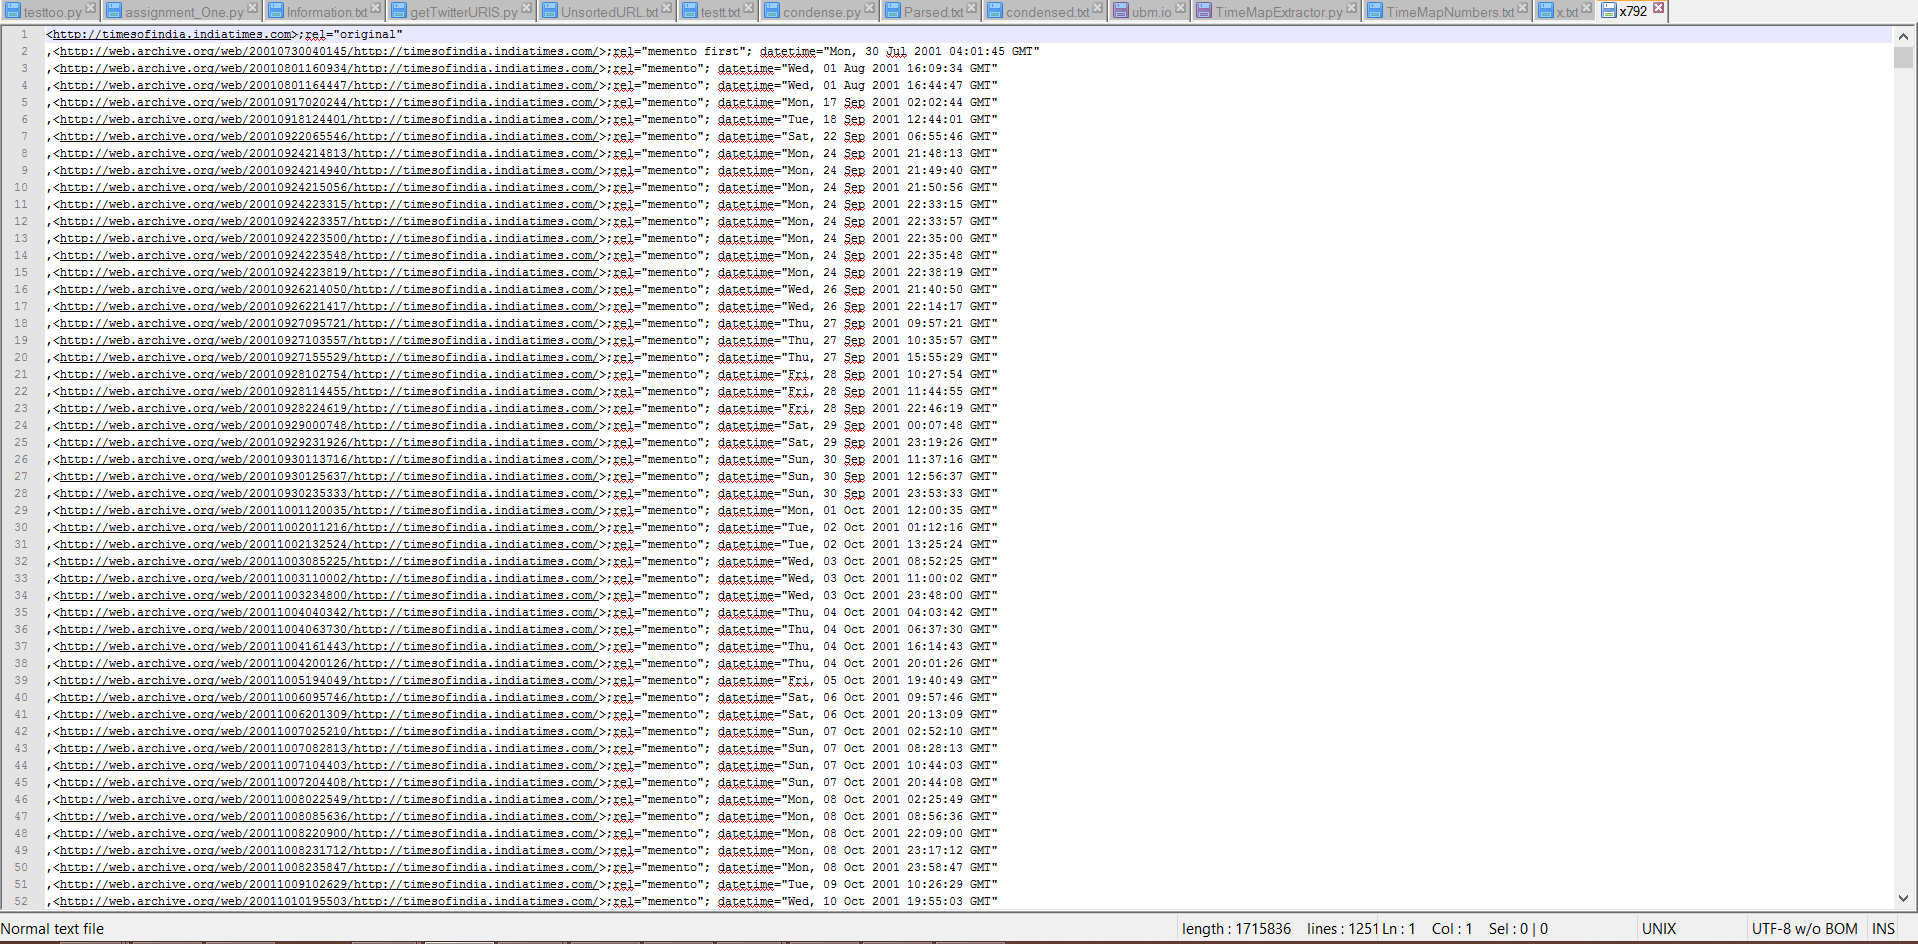 testtoo.py assignment_One.py Information.txt getTwitterURIS.py UnsortedURL.txt testt.txt condense.py Parsed.txt condensed.txt ubm.io TimeMapExtractor.py TimeMapNumbers.txt x.txt x792
1 <http://timesofindia.indiatimes.com>;rel="original"
2 ,<http://web.archive.org/web/20010730040145/http://timesofindia.indiatimes.com/>;rel="memento first"; datetime="Mon, 30 Jul 2001 04:01:45 GMT"
3 ,<http://web.archive.org/web/20010801160934/http://timesofindia.indiatimes.com/>;rel="memento"; datetime="Wed, 01 Aug 2001 16:09:34 GMT"
4 ,<http://web.archive.org/web/20010801164447/http://timesofindia.indiatimes.com/>;rel="memento"; datetime="Wed, 01 Aug 2001 16:44:47 GMT"
5 ,<http://web.archive.org/web/20010917020244/http://timesofindia.indiatimes.com/>;rel="memento"; datetime="Mon, 17 Sep 2001 02:02:44 GMT"
6 ,<http://web.archive.org/web/20010918124401/http://timesofindia.indiatimes.com/>;rel="memento"; datetime="Tue, 18 Sep 2001 12:44:01 GMT"
7 ,<http://web.archive.org/web/20010922065546/http://timesofindia.indiatimes.com/>;rel="memento"; datetime="Sat, 22 Sep 2001 06:55:46 GMT"
8 ,<http://web.archive.org/web/20010924214813/http://timesofindia.indiatimes.com/>;rel="memento"; datetime="Mon, 24 Sep 2001 21:48:13 GMT"
9 ,<http://web.archive.org/web/20010924214940/http://timesofindia.indiatimes.com/>;rel="memento"; datetime="Mon, 24 Sep 2001 21:49:40 GMT"
10 ,<http://web.archive.org/web/20010924215056/http://timesofindia.indiatimes.com/>;rel="memento"; datetime="Mon, 24 Sep 2001 21:50:56 GMT"
11 ,<http://web.archive.org/web/20010924223315/http://timesofindia.indiatimes.com/>;rel="memento"; datetime="Mon, 24 Sep 2001 22:33:15 GMT"
12 ,<http://web.archive.org/web/20010924223357/http://timesofindia.indiatimes.com/>;rel="memento"; datetime="Mon, 24 Sep 2001 22:33:57 GMT"
13 ,<http://web.archive.org/web/20010924223500/http://timesofindia.indiatimes.com/>;rel="memento"; datetime="Mon, 24 Sep 2001 22:35:00 GMT"
14 ,<http://web.archive.org/web/20010924223548/http://timesofindia.indiatimes.com/>;rel="memento"; datetime="Mon, 24 Sep 2001 22:35:48 GMT"
15 ,<http://web.archive.org/web/20010924223819/http://timesofindia.indiatimes.com/>;rel="memento"; datetime="Mon, 24 Sep 2001 22:38:19 GMT"
16 ,<http://web.archive.org/web/20010926214050/http://timesofindia.indiatimes.com/>;rel="memento"; datetime="Wed, 26 Sep 2001 21:40:50 GMT"
17 ,<http://web.archive.org/web/20010926221417/http://timesofindia.indiatimes.com/>;rel="memento"; datetime="Wed, 26 Sep 2001 22:14:17 GMT"
18 ,<http://web.archive.org/web/20010927095721/http://timesofindia.indiatimes.com/>;rel="memento"; datetime="Thu, 27 Sep 2001 09:57:21 GMT"
19 ,<http://web.archive.org/web/20010927103557/http://timesofindia.indiatimes.com/>;rel="memento"; datetime="Thu, 27 Sep 2001 10:35:57 GMT"
20 ,<http://web.archive.org/web/20010927155529/http://timesofindia.indiatimes.com/>;rel="memento"; datetime="Thu, 27 Sep 2001 15:55:29 GMT"
21 ,<http://web.archive.org/web/20010928102754/http://timesofindia.indiatimes.com/>;rel="memento"; datetime="Fri, 28 Sep 2001 10:27:54 GMT"
22 ,<http://web.archive.org/web/20010928114455/http://timesofindia.indiatimes.com/>;rel="memento"; datetime="Fri, 28 Sep 2001 11:44:55 GMT"
23 ,<http://web.archive.org/web/20010928224619/http://timesofindia.indiatimes.com/>;rel="memento"; datetime="Fri, 28 Sep 2001 22:46:19 GMT"
24 ,<http://web.archive.org/web/20010929000748/http://timesofindia.indiatimes.com/>;rel="memento"; datetime="Sat, 29 Sep 2001 00:07:48 GMT"
25 ,<http://web.archive.org/web/20010929231926/http://timesofindia.indiatimes.com/>;rel="memento"; datetime="Sat, 29 Sep 2001 23:19:26 GMT"
26 ,<http://web.archive.org/web/20010930113716/http://timesofindia.indiatimes.com/>;rel="memento"; datetime="Sun, 30 Sep 2001 11:37:16 GMT"
27 ,<http://web.archive.org/web/20010930125637/http://timesofindia.indiatimes.com/>;rel="memento"; datetime="Sun, 30 Sep 2001 12:56:37 GMT"
28 ,<http://web.archive.org/web/20010930235333/http://timesofindia.indiatimes.com/>;rel="memento"; datetime="Sun, 30 Sep 2001 23:53:33 GMT"
29 ,<http://web.archive.org/web/20011001120035/http://timesofindia.indiatimes.com/>;rel="memento"; datetime="Mon, 01 Oct 2001 12:00:35 GMT"
30 ,<http://web.archive.org/web/20011002011216/http://timesofindia.indiatimes.com/>;rel="memento"; datetime="Tue, 02 Oct 2001 01:12:16 GMT"
31 ,<http://web.archive.org/web/20011002132524/http://timesofindia.indiatimes.com/>;rel="memento"; datetime="Tue, 02 Oct 2001 13:25:24 GMT"
32 ,<http://web.archive.org/web/20011003085225/http://timesofindia.indiatimes.com/>;rel="memento"; datetime="Wed, 03 Oct 2001 08:52:25 GMT"
33 ,<http://web.archive.org/web/20011003110002/http://timesofindia.indiatimes.com/>;rel="memento"; datetime="Wed, 03 Oct 2001 11:00:02 GMT"
34 ,<http://web.archive.org/web/20011003234800/http://timesofindia.indiatimes.com/>;rel="memento"; datetime="Wed, 03 Oct 2001 23:48:00 GMT"
35 ,<http://web.archive.org/web/20011004040342/http://timesofindia.indiatimes.com/>;rel="memento"; datetime="Thu, 04 Oct 2001 04:03:42 GMT"
36 ,<http://web.archive.org/web/20011004063730/http://timesofindia.indiatimes.com/>;rel="memento"; datetime="Thu, 04 Oct 2001 06:37:30 GMT"
37 ,<http://web.archive.org/web/20011004161443/http://timesofindia.indiatimes.com/>;rel="memento"; datetime="Thu, 04 Oct 2001 16:14:43 GMT"
38 ,<http://web.archive.org/web/20011004200126/http://timesofindia.indiatimes.com/>;rel="memento"; datetime="Thu, 04 Oct 2001 20:01:26 GMT"
39 ,<http://web.archive.org/web/20011005194049/http://timesofindia.indiatimes.com/>;rel="memento"; datetime="Fri, 05 Oct 2001 19:40:49 GMT"
40 ,<http://web.archive.org/web/20011006095746/http://timesofindia.indiatimes.com/>;rel="memento"; datetime="Sat, 06 Oct 2001 09:57:46 GMT"
41 ,<http://web.archive.org/web/20011006201309/http://timesofindia.indiatimes.com/>;rel="memento"; datetime="Sat, 06 Oct 2001 20:13:09 GMT"
42 ,<http://web.archive.org/web/20011007025210/http://timesofindia.indiatimes.com/>;rel="memento"; datetime="Sun, 07 Oct 2001 02:52:10 GMT"
43 ,<http://web.archive.org/web/20011007082813/http://timesofindia.indiatimes.com/>;rel="memento"; datetime="Sun, 07 Oct 2001 08:28:13 GMT"
44 ,<http://web.archive.org/web/20011007104403/http://timesofindia.indiatimes.com/>;rel="memento"; datetime="Sun, 07 Oct 2001 10:44:03 GMT"
45 ,<http://web.archive.org/web/20011007204408/http://timesofindia.indiatimes.com/>;rel="memento"; datetime="Sun, 07 Oct 2001 20:44:08 GMT"
46 ,<http://web.archive.org/web/20011008022549/http://timesofindia.indiatimes.com/>;rel="memento"; datetime="Mon, 08 Oct 2001 02:25:49 GMT"
47 ,<http://web.archive.org/web/20011008085636/http://timesofindia.indiatimes.com/>;rel="memento"; datetime="Mon, 08 Oct 2001 08:56:36 GMT"
48 ,<http://web.archive.org/web/20011008220900/http://timesofindia.indiatimes.com/>;rel="memento"; datetime="Mon, 08 Oct 2001 22:09:00 GMT"
49 ,<http://web.archive.org/web/20011008231712/http://timesofindia.indiatimes.com/>;rel="memento"; datetime="Mon, 08 Oct 2001 23:17:12 GMT"
50 ,<http://web.archive.org/web/20011008235847/http://timesofindia.indiatimes.com/>;rel="memento"; datetime="Mon, 08 Oct 2001 23:58:47 GMT"
51 ,<http://web.archive.org/web/20011009102629/http://timesofindia.indiatimes.com/>;rel="memento"; datetime="Tue, 09 Oct 2001 10:26:29 GMT"
52 ,<http://web.archive.org/web/20011010195503/http://timesofindia.indiatimes.com/>;rel="memento"; datetime="Wed, 10 Oct 2001 19:55:03 GMT"
Normal text file length : 1715836 lines : 1251 Ln : 1 Col : 1 Sel : 0 | 0 UNIX UTF-8 w/o BOM INS